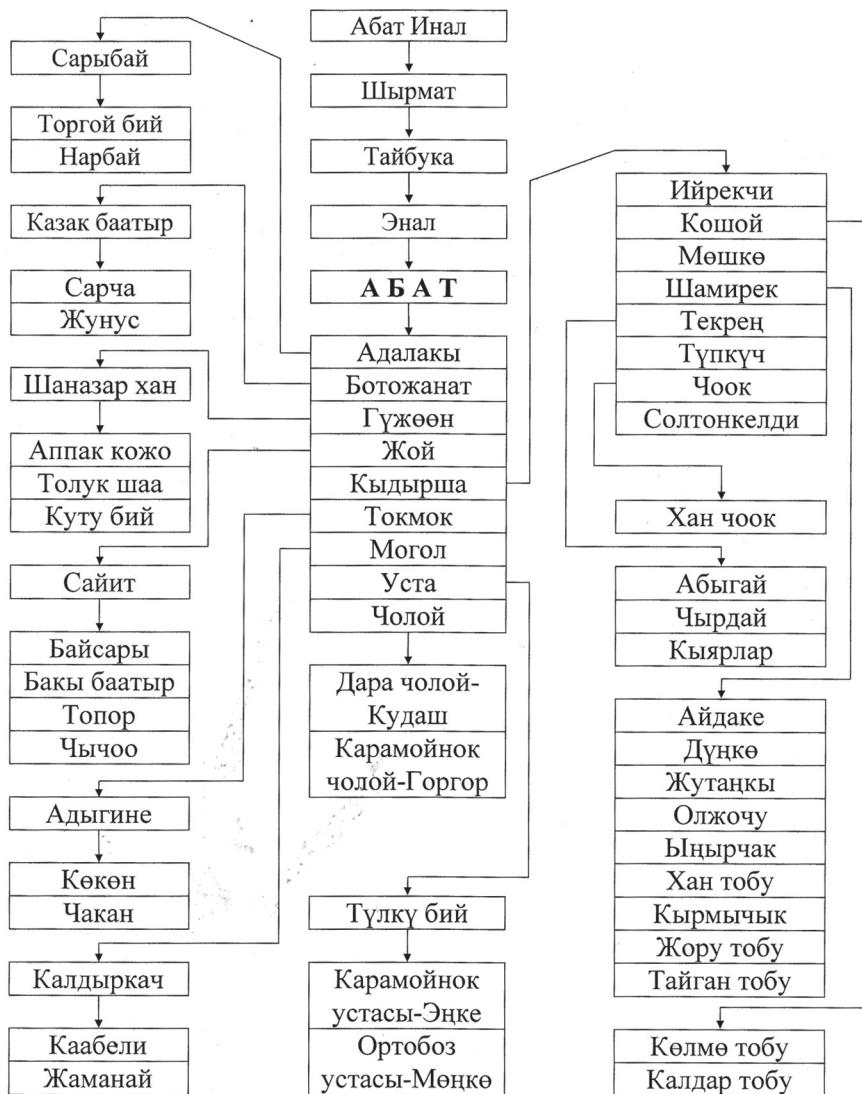 Сарыбай
Торгой бий
Нарбай
Казак баатыр
Сарча
Жунус
Шаназар хан
Аппак кожо
Толук шаа
Куту бий
Сайит
Байсары
Бакы баатыр
Топор
Чычоо
Адыгине
Көкөн
Чакан
Калдыркач
Каабели
Жаманай
Абат Инал
Шырмат
Тайбука
Энал
А Б А Т
Адалакы
Ботожанат
Гүжөөн
Жой
Кыдырша
Токмок
Могол
Уста
Чолой
Дара чолой-
Кудаш
Карамойнок
чолой-Горгор
Түлкү бий
Карамойнок
устасы-Эңке
Ортобоз
устасы-Мөңкө
Ийрекчи
Кошой
Мөшкө
Шамирек
Текрең
Түпкүч
Чоок
Солтонкелди
Хан чоок
Абыгай
Чырдай
Кыярлар
Айдаке
Дүңкө
Жутаңкы
Олжочу
Ыңырчак
Хан тобу
Кырмычык
Жору тобу
Тайган тобу
Көлмө тобу
Калдар тобу